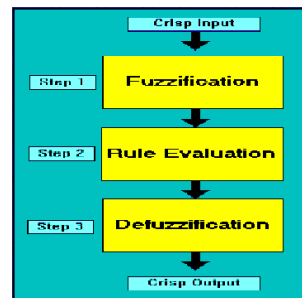 Crisp Input
Step 1
Fuzzification
Step 2
Rule Evaluation
Step 3
Defuzzification
Crisp Output